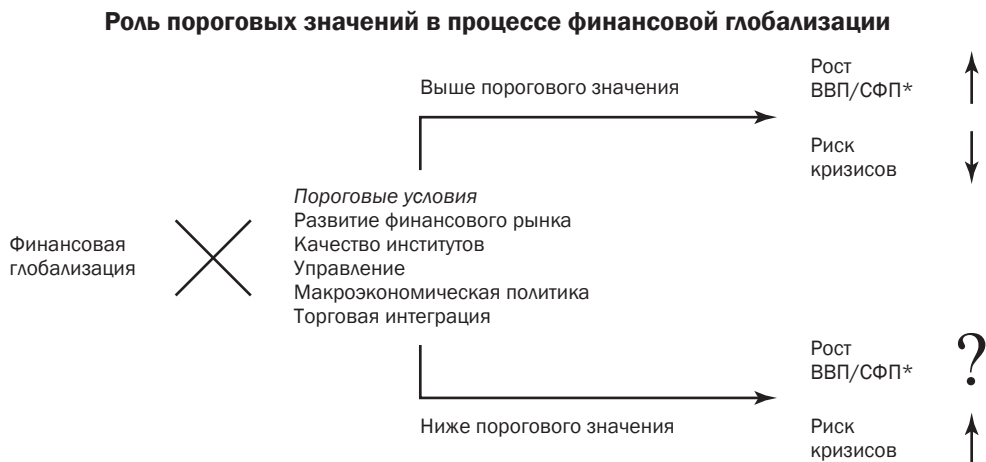 Роль пороговых значений в процессе финансовой глобализации
Выше порогового значения
Рост
ВВП/СФП*
Риск
кризисов
Финансовая
глобализация
Пороговые условия
Развитие финансового рынка
Качество институтов
Управление
Макроэкономическая политика
Торговая интеграция
Рост
ВВП/СФП*
?
Ниже порогового значения
Риск
кризисов